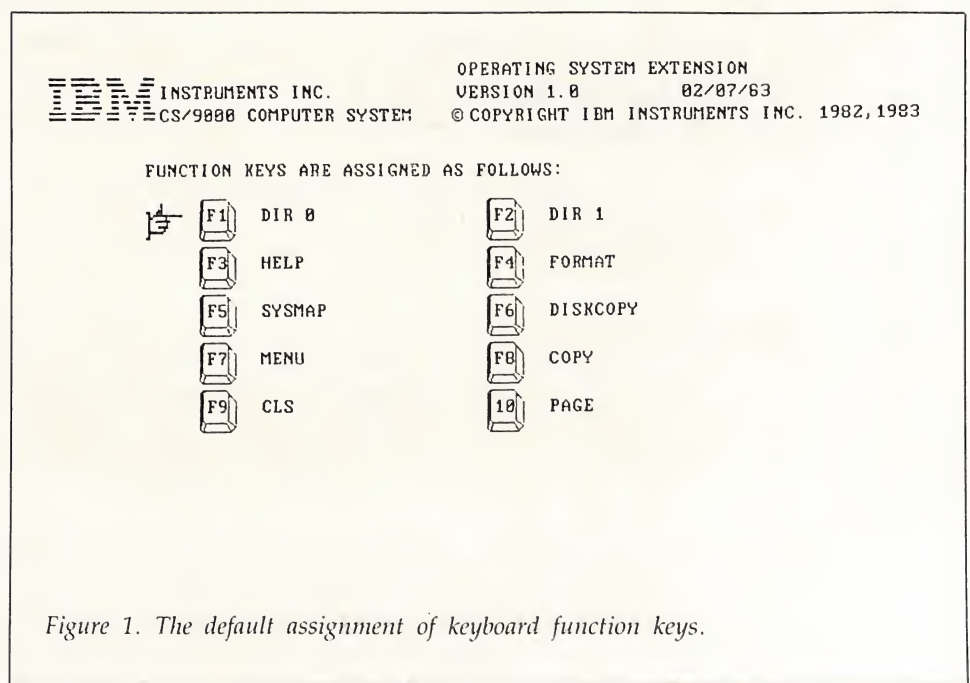 OPERATING SYSTEM EXTENSION
IBM INSTRUMENTS INC. VERSION 1.0 02/07/83
CS/9000 COMPUTER SYSTEM © COPYRIGHT IBM INSTRUMENTS INC. 1982,1983
FUNCTION KEYS ARE ASSIGNED AS FOLLOWS:
F1 DIR 0 F2 DIR 1
F3 HELP F4 FORMAT
F5 SYSMAP F6 DISKCOPY
F7 MENU F8 COPY
F9 CLS 10 PAGE
Figure 1. The default assignment of keyboard function keys.